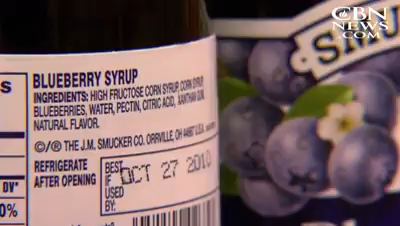 CBN
NEWS.COM
SMU
BLUEBERRY SYRUP
INGREDIENTS: HIGH FRUCTOSE CORN SYRUP, CORN SYRUP,
BLUEBERRIES, WATER, PECTIN, CITRIC ACID, XANTHAN GUM,
NATURAL FLAVOR.
©/® THE J.M. SMUCKER CO. ORRVILLE, OH 44667 U.S.A.
REFRIGERATE
AFTER OPENING
BEST
IF
USED
BY:
OCT 27 2010
S
DV*
0%